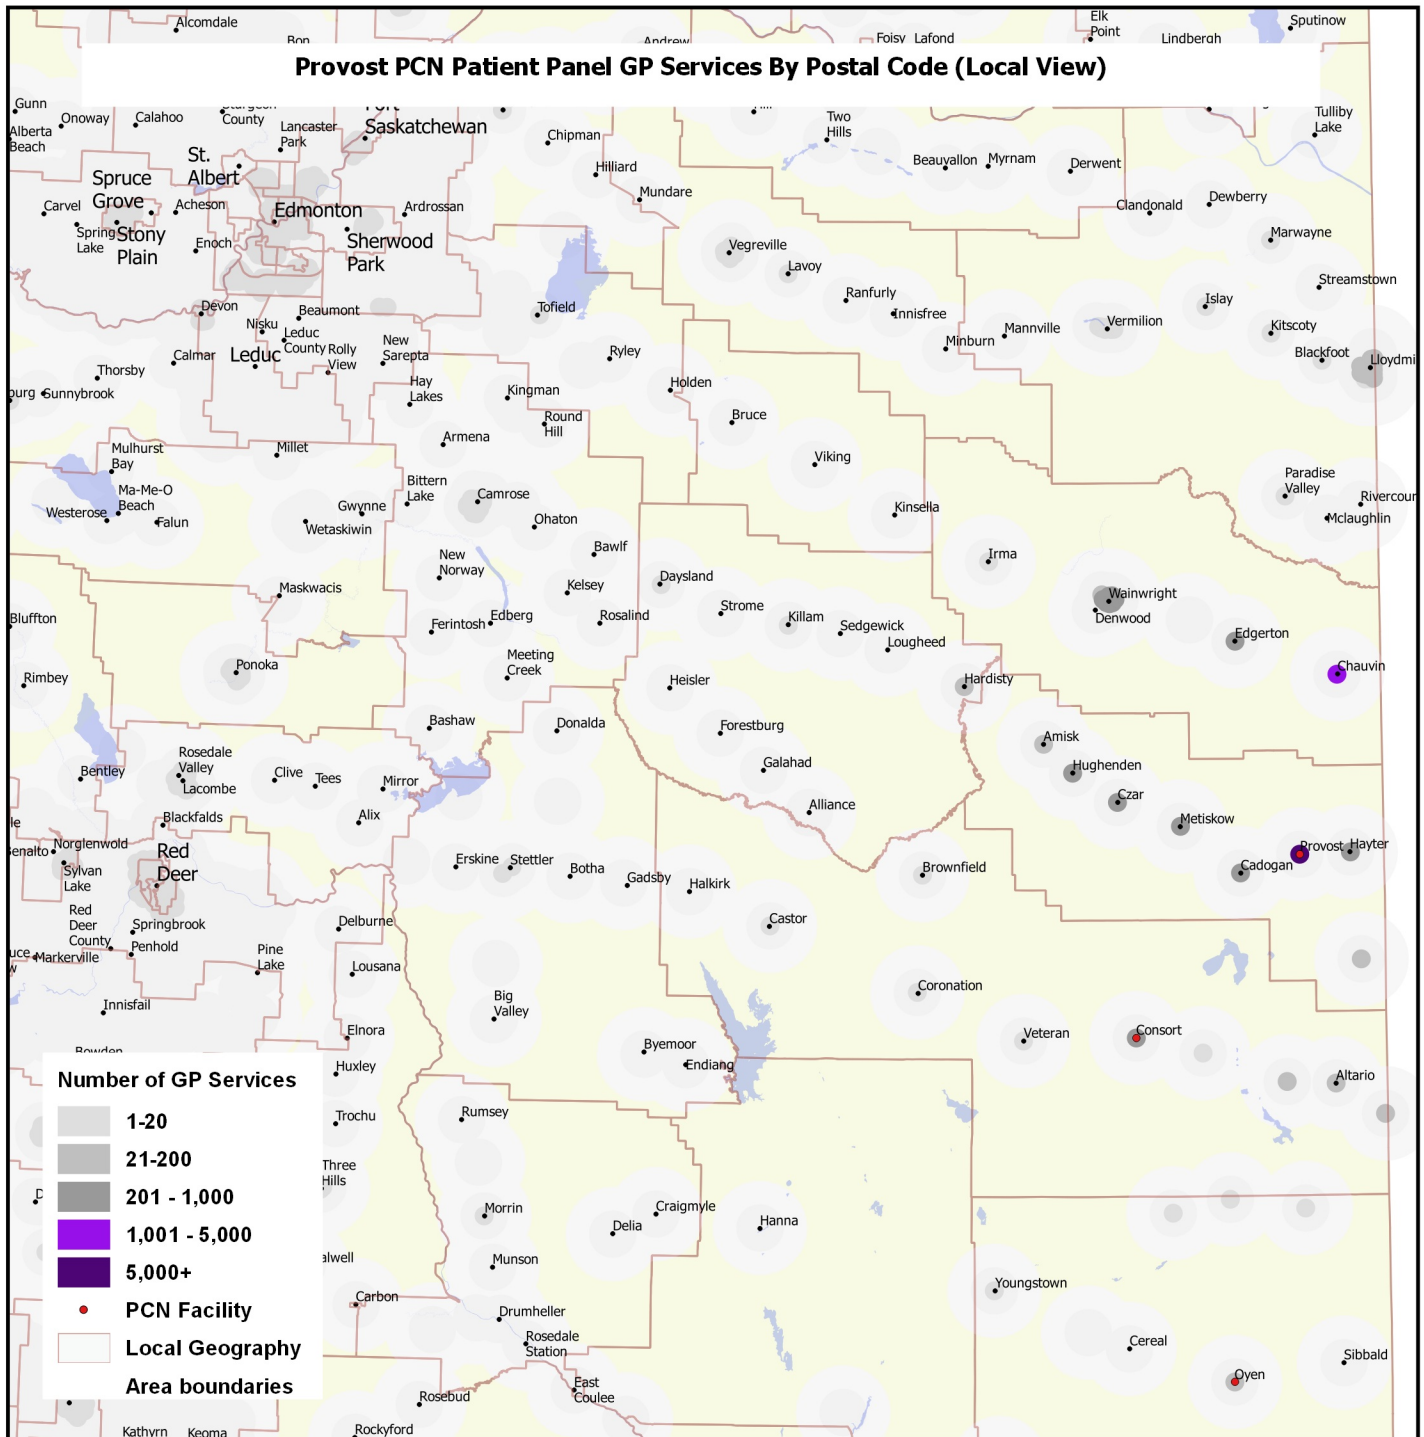 Alcomdale
Bon
Andrew
Foisy
Lafond
Elk
Point
Lindbergh
Sputinow
Provost PCN Patient Panel GP Services By Postal Code (Local View)
Gunn
Onoway
Calahoo
County
Alberta
Beach
Lancaster
Park
Saskatchewan
Chipman
Two
Hills
Tulliby
Lake
St.
Albert
Hilliard
Beauvallon
Myrnam
Derwent
Spruce
Grove
Mundare
Carvel
Acheson
Edmonton
Ardrossan
Clandonald
Dewberry
Spring
Lake
Stony
Plain
Enoch
Sherwood
Park
Vegreville
Marwayne
Lavoy
Streamstown
Devon
Beaumont
Tofield
Ranfurly
Innisfree
Islay
Nisku
Leduc
County
Mannville
Vermilion
Kitscoty
Leduc
Rolly
View
New
Sarepta
Minburn
Calmar
Ryley
Blackfoot
Lloydmi
Thorsby
Hay
Lakes
Kingman
Holden
burg
Sunnybrook
Round
Hill
Bruce
Armena
Mulhurst
Bay
Millet
Viking
Paradise
Valley
Ma-Me-O
Beach
Bittern
Lake
Camrose
Rivercour
Westerose
Falun
Gwynne
Wetaskiwin
Ohaton
Kinsella
Mclaughlin
Bawlf
Irma
New
Norway
Daysland
Maskwacis
Kelsey
Wainwright
Denwood
Bluffton
Ferintosh
Edberg
Rosalind
Strome
Killam
Sedgewick
Lougheed
Edgerton
Ponoka
Meeting
Creek
Chauvin
Rimbey
Heisler
Hardisty
Bashaw
Donalda
Forestburg
Amisk
Rosedale
Valley
Lacombe
Bentley
Clive
Tees
Mirror
Galahad
Hughenden
Czar
Alliance
Blackfalds
Alix
Metiskow
le
Benalto
Norglenwold
Red
Deer
Provost
Hayter
Sylvan
Lake
Erskine
Stettler
Botha
Gadsby
Halkirk
Brownfield
Cadogan
Red
Deer
County
Springbrook
Delburne
Castor
Penhold
Pine
Lake
uce
w
Markerville
Lousana
Coronation
Innisfail
Big
Valley
Elnora
Veteran
Consort
Bowden
Byemoor
Endiang
Huxley
Altario
Trochu
Rumsey
Three
Hills
D
Morrin
Craigmyle
Delia
Hanna
alwell
Munson
Youngstown
Carbon
Drumheller
Rosedale
Station
Cereal
Sibbald
Oyen
East
Coulee
Rosebud
Rockyford
Kathyrn
Keoma
Number of GP Services
1-20
21-200
201 - 1,000
1,001 - 5,000
5,000+
PCN Facility
Local Geography
Area boundaries